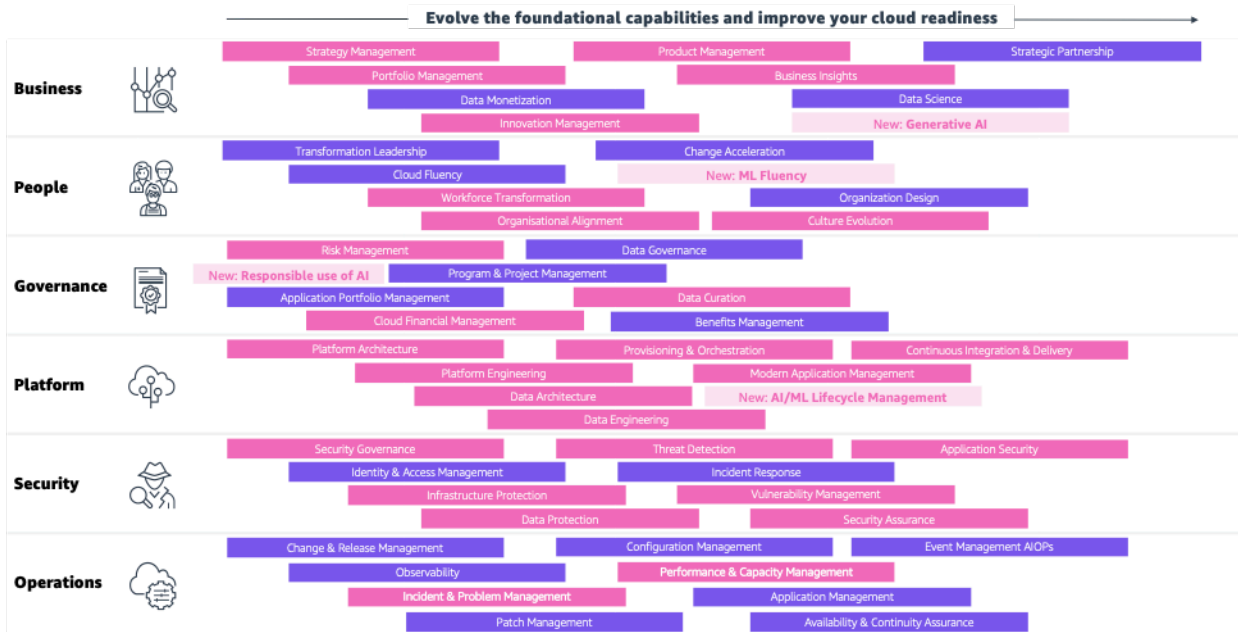 Evolve the foundational capabilities and improve your cloud readiness
Business
Strategy Management
Product Management
Strategic Partnership
Portfolio Management
Business Insights
Data Monetization
Data Science
Innovation Management
New: Generative AI
People
Transformation Leadership
Change Acceleration
Cloud Fluency
New: ML Fluency
Workforce Transformation
Organization Design
Organisational Alignment
Culture Evolution
Governance
Risk Management
Data Governance
New: Responsible use of AI
Program & Project Management
Application Portfolio Management
Data Curation
Cloud Financial Management
Benefits Management
Platform
Platform Architecture
Provisioning & Orchestration
Continuous Integration & Delivery
Platform Engineering
Modern Application Management
Data Architecture
New: AI/ML Lifecycle Management
Data Engineering
Security
Security Governance
Threat Detection
Application Security
Identity & Access Management
Incident Response
Infrastructure Protection
Vulnerability Management
Data Protection
Security Assurance
Operations
Change & Release Management
Configuration Management
Event Management AIOPs
Observability
Performance & Capacity Management
Incident & Problem Management
Application Management
Patch Management
Availability & Continuity Assurance